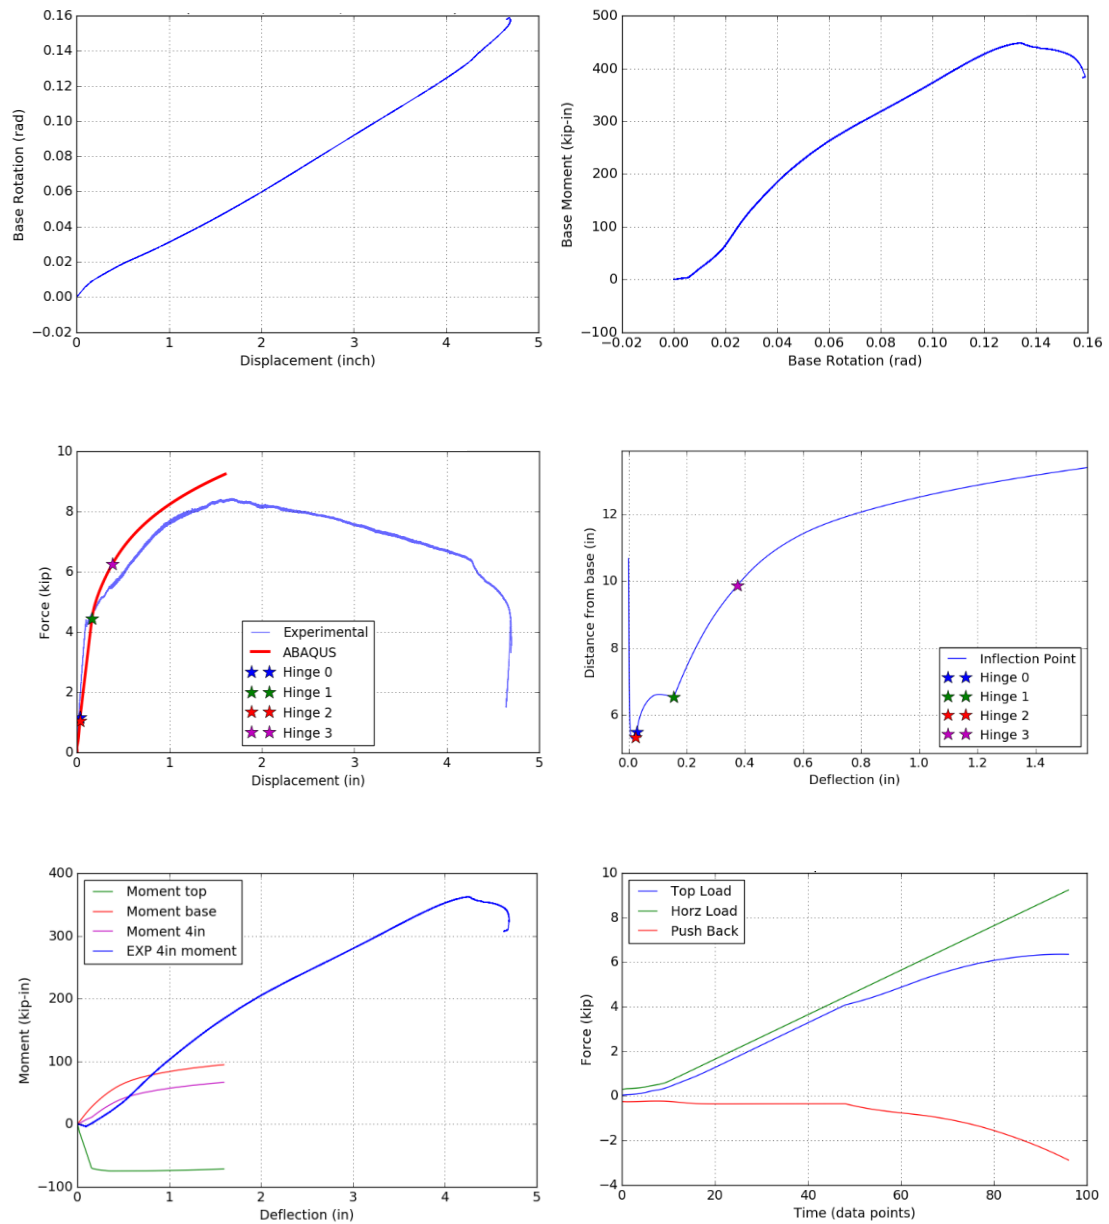 0.16
0.14
0.12
0.10
0.08
0.06
0.04
0.02
0.00
−0.02
0
1
2
3
4
5
Base Rotation (rad)
Displacement (inch)
500
400
300
200
100
0
−100
−0.02
0.00
0.02
0.04
0.06
0.08
0.10
0.12
0.14
0.16
Base Moment (kip-in)
Base Rotation (rad)
10
8
6
4
2
0
0
1
2
3
4
5
Force (kip)
Displacement (in)
Experimental
ABAQUS
Hinge 0
Hinge 1
Hinge 2
Hinge 3
12
10
8
6
0.0
0.2
0.4
0.6
0.8
1.0
1.2
1.4
Distance from base (in)
Deflection (in)
Inflection Point
Hinge 0
Hinge 1
Hinge 2
Hinge 3
400
300
200
100
0
−100
0
1
2
3
4
5
Moment (kip-in)
Deflection (in)
Moment top
Moment base
Moment 4in
EXP 4in moment
10
8
6
4
2
0
−2
−4
0
20
40
60
80
100
Force (kip)
Time (data points)
Top Load
Horz Load
Push Back